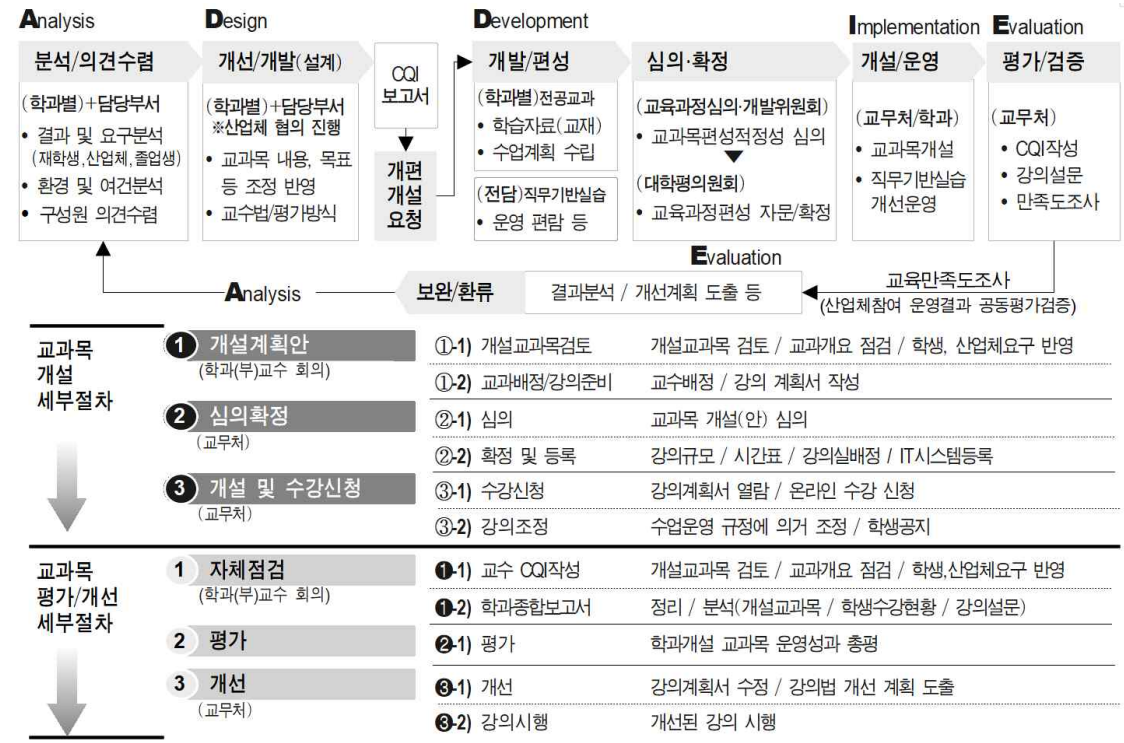 Analysis
분석/의견수렴
(학과별)+담당부서
• 결과 및 요구분석
(재학생,산업체,졸업생)
• 환경 및 여건분석
• 구성원 의견수렴
Design
개선/개발(설계)
(학과별)+담당부서
※산업체 협의 진행
• 교과목 내용, 목표
등 조정 반영
• 교수법/평가방식
CQI
보고서
개편
개설
요청
Development
개발/편성
(학과별)전공교과
• 학습자료(교재)
• 수업계획 수립
(전담)직무기반실습
• 운영 편람 등
심의·확정
(교육과정심의·개발위원회)
• 교과목편성적정성 심의
▼
(대학평의원회)
• 교육과정편성 자문/확정
Implementation
개설/운영
(교무처/학과)
• 교과목개설
• 직무기반실습
개선운영
Evaluation
평가/검증
(교무처)
• CQI작성
• 강의설문
• 만족도조사
Evaluation
Analysis
보완/환류
결과분석 / 개선계획 도출 등
교육만족도조사
(산업체참여 운영결과 공동평가검증)
교과목
개설
세부절차
❶ 개설계획안
(학과(부)교수 회의)
①-1) 개설교과목검토 개설교과목 검토 / 교과개요 점검 / 학생, 산업체요구 반영
①-2) 교과배정/강의준비 교수배정 / 강의 계획서 작성
❷ 심의확정
(교무처)
②-1) 심의 교과목 개설(안) 심의
②-2) 확정 및 등록 강의규모 / 시간표 / 강의실배정 / IT시스템등록
❸ 개설 및 수강신청
(교무처)
③-1) 수강신청 강의계획서 열람 / 온라인 수강 신청
③-2) 강의조정 수업운영 규정에 의거 조정 / 학생공지
교과목
평가/개선
세부절차
1 자체점검
(학과(부)교수 회의)
❶-1) 교수 CQI작성 개설교과목 검토 / 교과개요 점검 / 학생,산업체요구 반영
❶-2) 학과종합보고서 정리 / 분석(개설교과목 / 학생수강현황 / 강의설문)
2 평가
❷-1) 평가 학과개설 교과목 운영성과 총평
3 개선
(교무처)
❸-1) 개선 강의계획서 수정 / 강의법 개선 계획 도출
❸-2) 강의시행 개선된 강의 시행